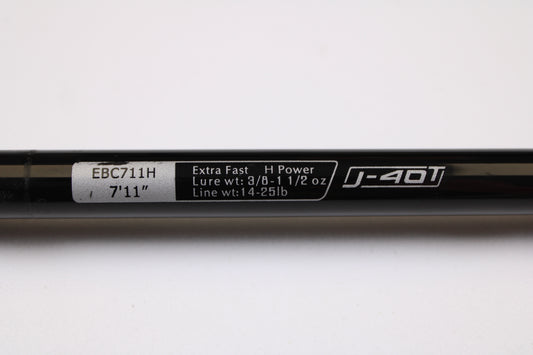 EBC711H
7'11"
Extra Fast H Power
Lure wt: 3/8-1 1/2 oz
Line wt:14-25lb
J-40T